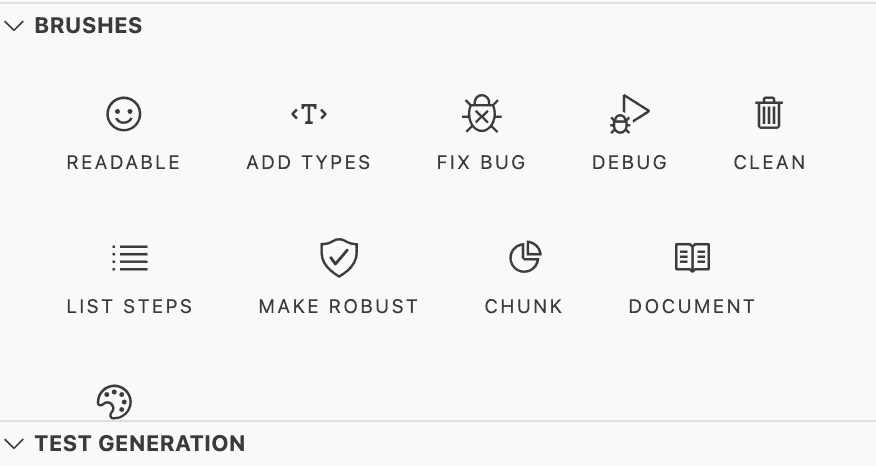 BRUSHES
READABLE ADD TYPES FIX BUG DEBUG CLEAN
LIST STEPS MAKE ROBUST CHUNK DOCUMENT
TEST GENERATION